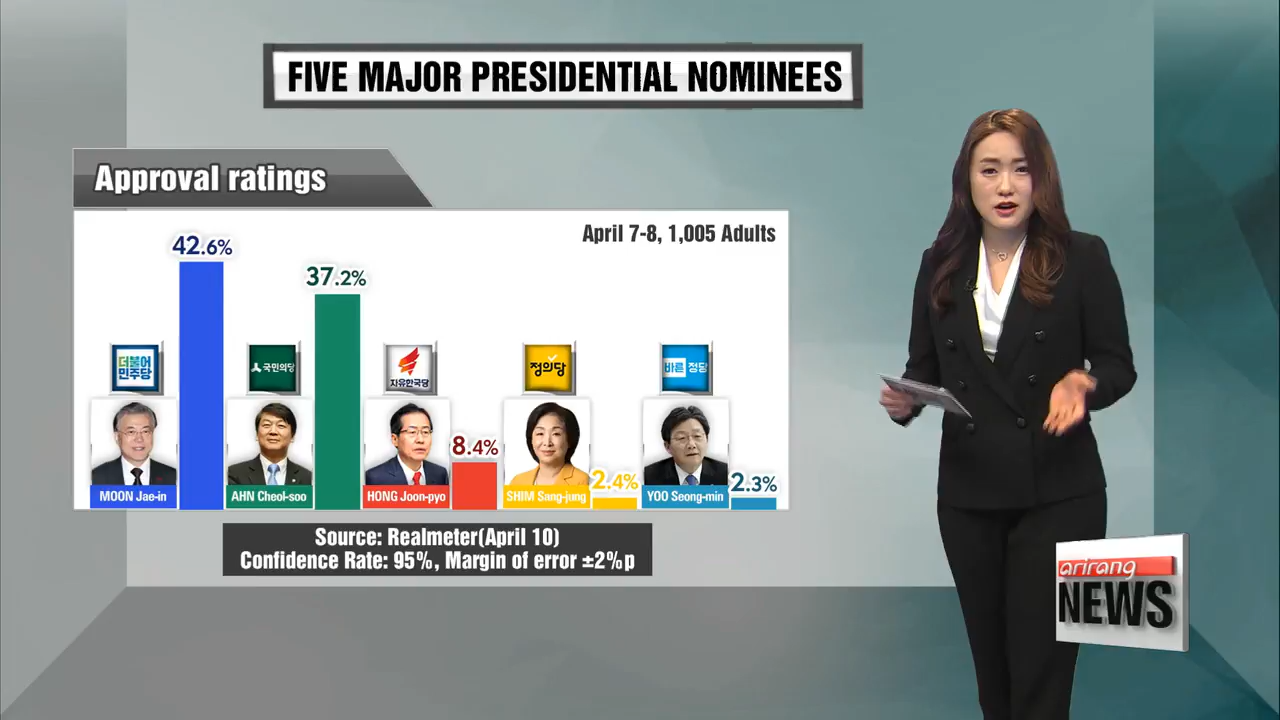 FIVE MAJOR PRESIDENTIAL NOMINEES
Approval ratings
April 7-8, 1,005 Adults
42.6%
37.2%
8.4%
2.4%
2.3%
더불어
민주당
국민의당
자유한국당
정의당
바른정당
MOON Jae-in
AHN Cheol-soo
HONG Joon-pyo
SHIM Sang-jung
YOO Seong-min
Source: Realmeter(April 10)
Confidence Rate: 95%, Margin of error ±2%p
arirang
NEWS